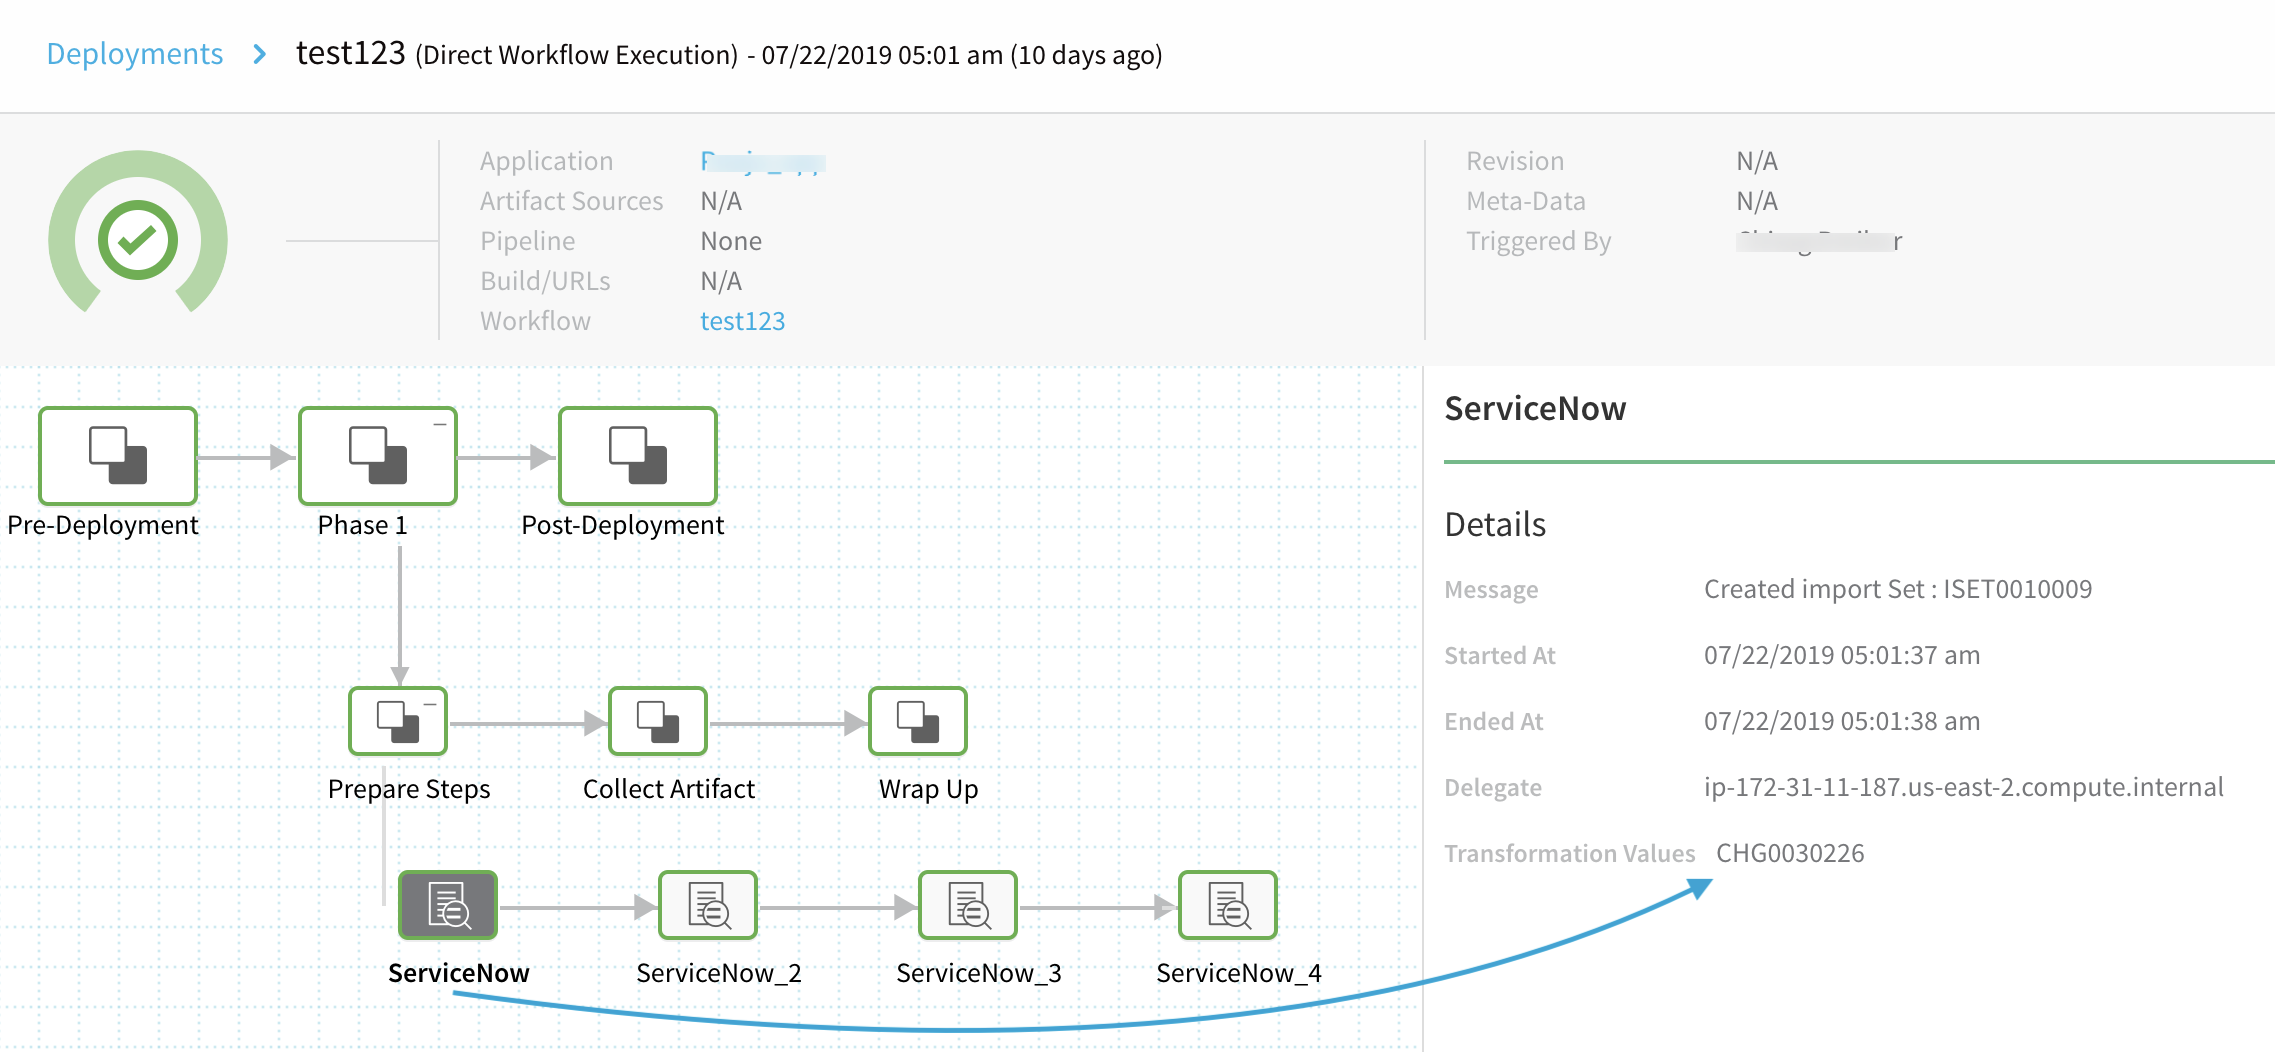 Deployments > test123 (Direct Workflow Execution) - 07/22/2019 05:01 am (10 days ago)
Application
Artifact Sources N/A
Pipeline None
Build/URLs N/A
Workflow test123
Revision N/A
Meta-Data N/A
Triggered By
Pre-Deployment Phase 1 Post-Deployment
Prepare Steps Collect Artifact Wrap Up
ServiceNow ServiceNow_2 ServiceNow_3 ServiceNow_4
ServiceNow
Details
Message Created import Set : ISET0010009
Started At 07/22/2019 05:01:37 am
Ended At 07/22/2019 05:01:38 am
Delegate ip-172-31-11-187.us-east-2.compute.internal
Transformation Values CHG0030226